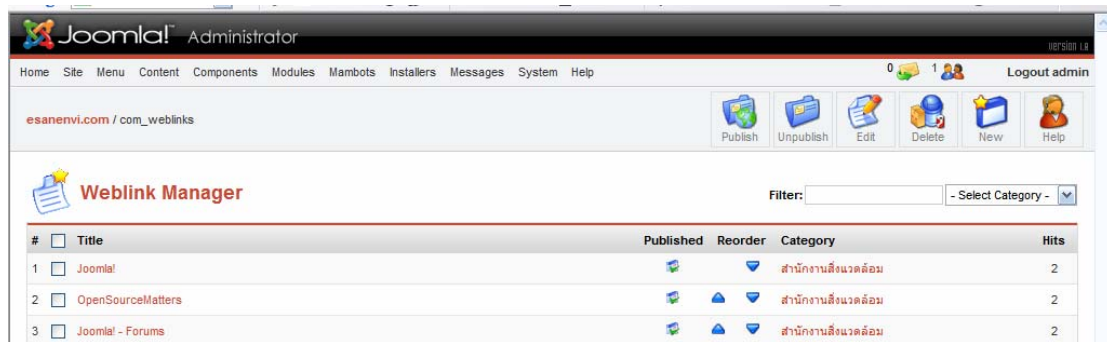 Joomla!™ Administrator
version 1.0
Home Site Menu Content Components Modules Mambots Installers Messages System Help 0 1 Logout admin
esanenvi.com / com_weblinks
Publish Unpublish Edit Delete New Help
Weblink Manager Filter: - Select Category -
# Title Published Reorder Category Hits
1 Joomla! สำนักงานสิ่งแวดล้อม 2
2 OpenSourceMatters สำนักงานสิ่งแวดล้อม 2
3 Joomla! - Forums สำนักงานสิ่งแวดล้อม 2